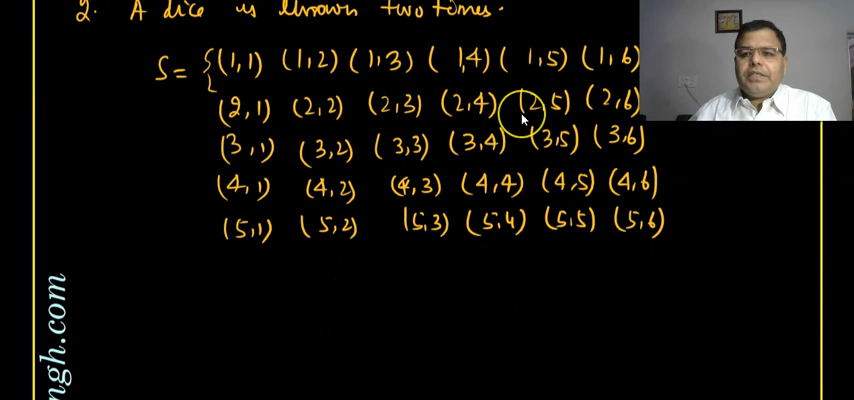 2. A dice is thrown two times.
S = {(1,1) (1,2) (1,3) (1,4) (1,5) (1,6)
(2,1) (2,2) (2,3) (2,4) (2,5) (2,6)
(3,1) (3,2) (3,3) (3,4) (3,5) (3,6)
(4,1) (4,2) (4,3) (4,4) (4,5) (4,6)
(5,1) (5,2) (5,3) (5,4) (5,5) (5,6)
ngh.com